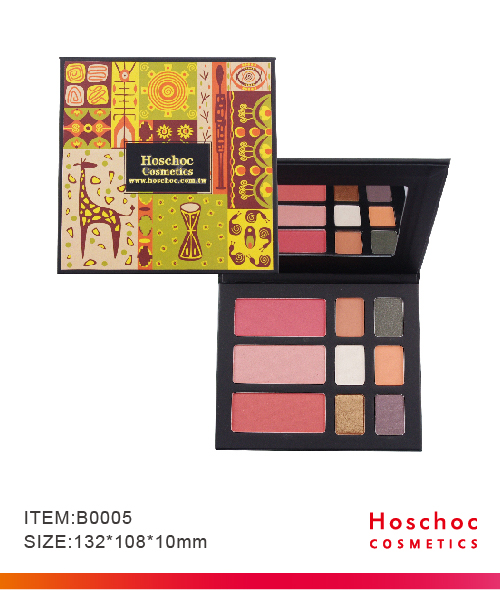 Hoschoc
Cosmetics
www.hoschoc.com.tw
ITEM:B0005
SIZE:132*108*10mm
Hoschoc
COSMETICS